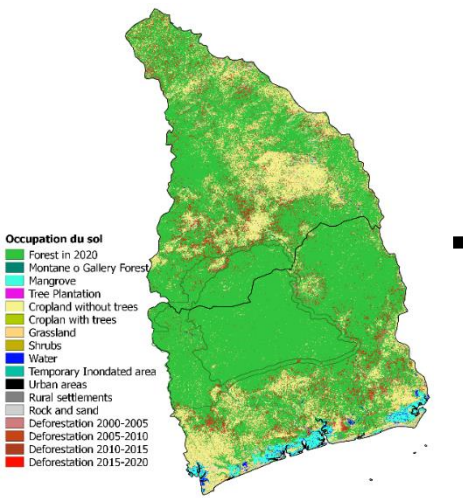 Occupation du sol
Forest in 2020
Montane o Gallery Forest
Mangrove
Tree Plantation
Cropland without trees
Croplan with trees
Grassland
Shrubs
Water
Temporary Inondated area
Urban areas
Rural settlements
Rock and sand
Deforestation 2000-2005
Deforestation 2005-2010
Deforestation 2010-2015
Deforestation 2015-2020